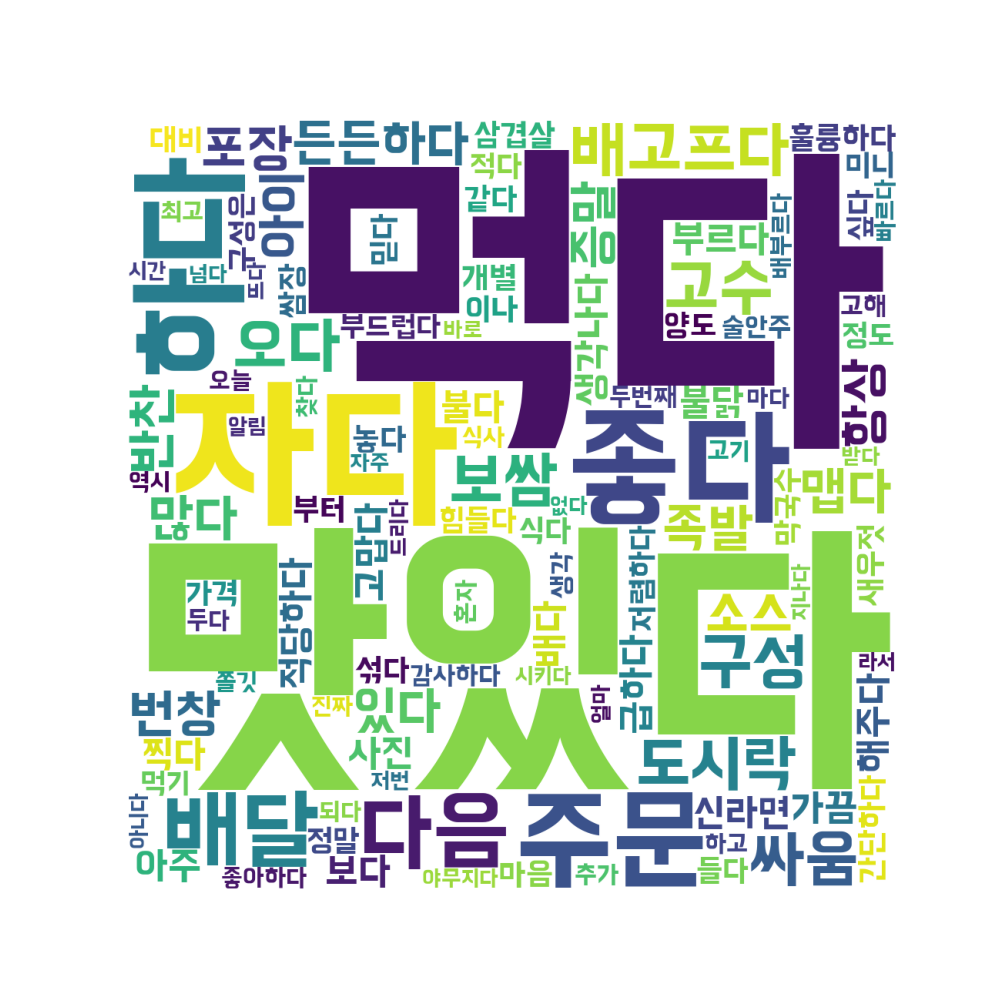 대비
포장
든든하다
삼겹살
배고프다
훌륭하다
하다
최고
구성은
아이
먹다
믿다
적다
같다
종말
미니
싶다
빠르다
시간
넘다
뜨다
쌈장
개별
이나
부르다
고수
배부르다
오다
부드럽다
바로
생각나다
양도
술안주
고해
정도
반찬
오늘
찾다
자다
불다
두번째
불닭
마다
항상
알림
놓다
식사
좋다
고기
받다
역시
자주
보쌈
없다
막국수
맵다
많다
부터
드리다
힘들다
식다
족발
고맙다
새우젓
맛있다
가격
두다
적당하다
혼자
생각
배다
저렴하다
소스
지나다
쫄깃
섞다
감사하다
시키다
얼마
급하다
구성
라서
번창
진짜
있다
해주다
찍다
사진
도시락
먹기
저번
아니다
배달
되다
다음
주문
신라면
가끔
간단하다
아주
정말
하고
싸움
좋아하다
보다
야무지다
마음
추가
들다